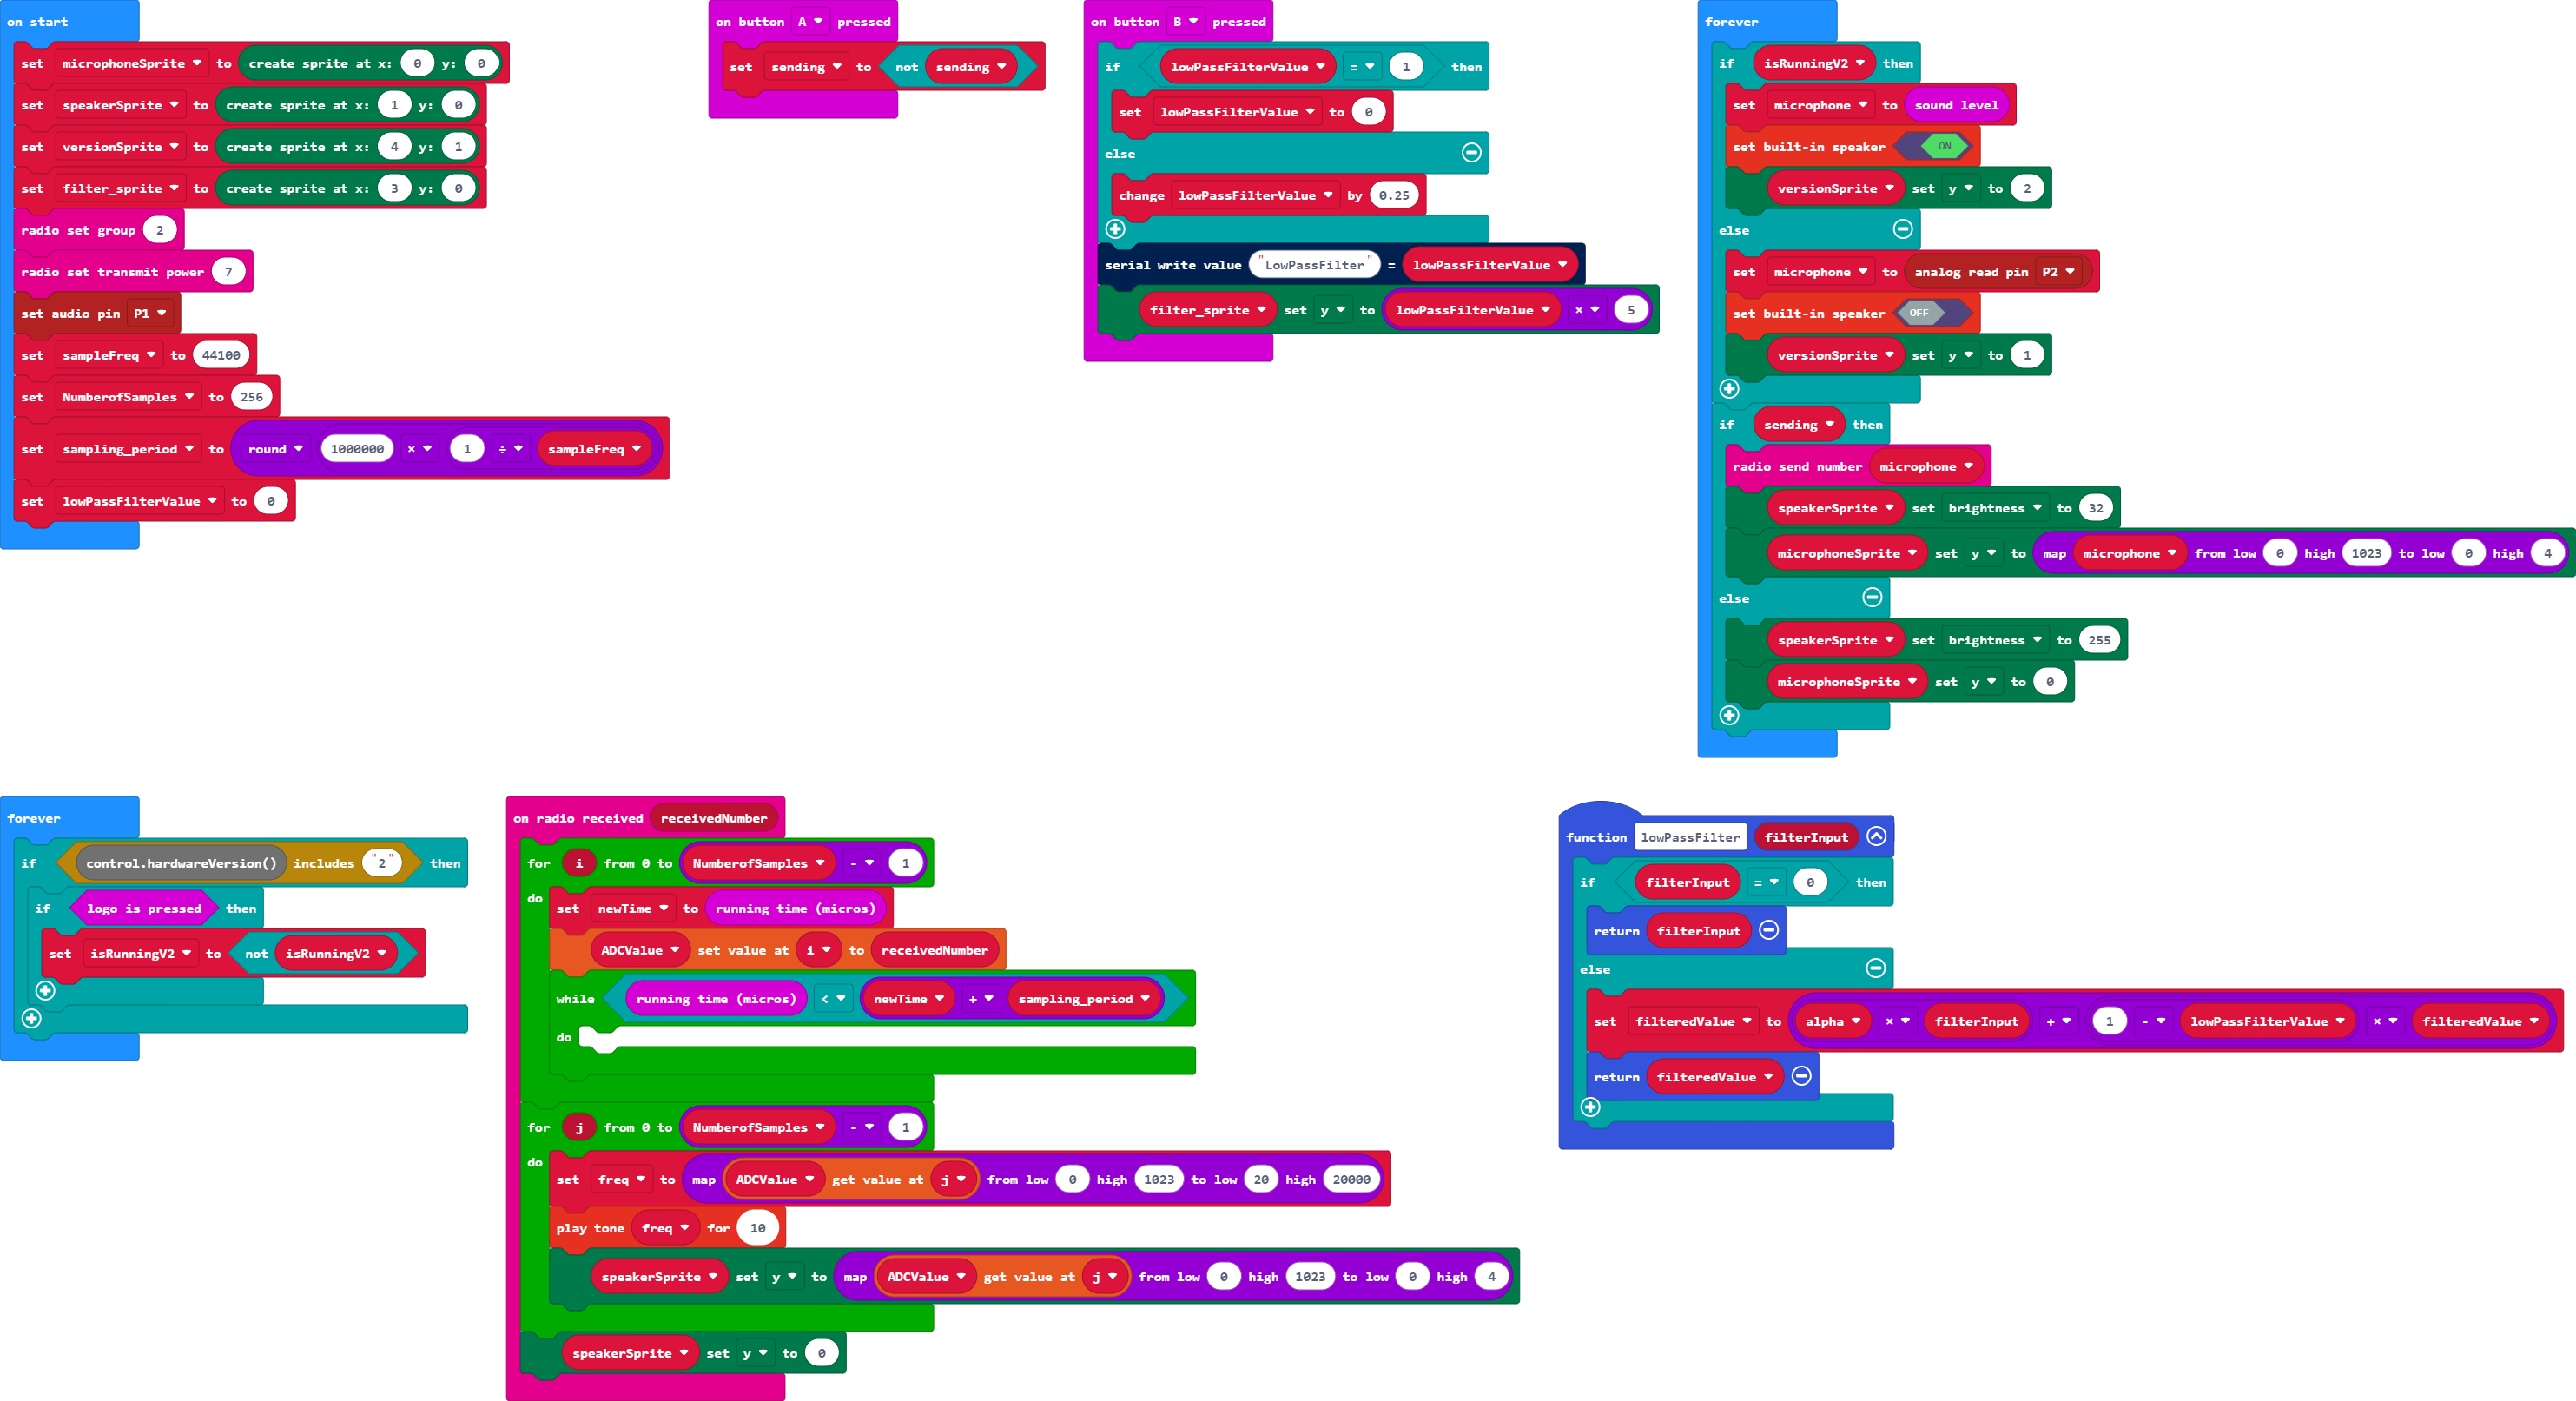 on start
set microphoneSprite to create sprite at x: 0 y: 0
set speakerSprite to create sprite at x: 1 y: 0
set versionSprite to create sprite at x: 4 y: 1
set filter_sprite to create sprite at x: 3 y: 0
radio set group 2
radio set transmit power 7
set audio pin P1
set sampleFreq to 44100
set NumberofSamples to 256
set sampling_period to round 1000000 × 1 ÷ sampleFreq
set lowPassFilterValue to 0
on button A pressed
set sending to not sending
on button B pressed
if lowPassFilterValue = 1 then
set lowPassFilterValue to 0
else
change lowPassFilterValue by 0.25
serial write value "LowPassFilter" = lowPassFilterValue
filter_sprite set y to lowPassFilterValue × 5
forever
if isRunningV2 then
set microphone to sound level
set built-in speaker ON
versionSprite set y to 2
else
set microphone to analog read pin P2
set built-in speaker OFF
versionSprite set y to 1
if sending then
radio send number microphone
speakerSprite set brightness to 32
microphoneSprite set y to map microphone from low 0 high 1023 to low 0 high 4
else
speakerSprite set brightness to 255
microphoneSprite set y to 0
forever
if control.hardwareVersion() includes "2" then
if logo is pressed then
set isRunningV2 to not isRunningV2
on radio received receivedNumber
for i from 0 to NumberofSamples - 1
do
set newTime to running time (micros)
ADCValue set value at i to receivedNumber
while running time (micros) < newTime + sampling_period
do
for j from 0 to NumberofSamples - 1
do
set freq to map ADCValue get value at j from low 0 high 1023 to low 20 high 20000
play tone freq for 10
speakerSprite set y to map ADCValue get value at j from low 0 high 1023 to low 0 high 4
speakerSprite set y to 0
function lowPassFilter filterInput
if filterInput = 0 then
return filterInput
else
set filteredValue to alpha × filterInput + 1 - lowPassFilterValue × filteredValue
return filteredValue